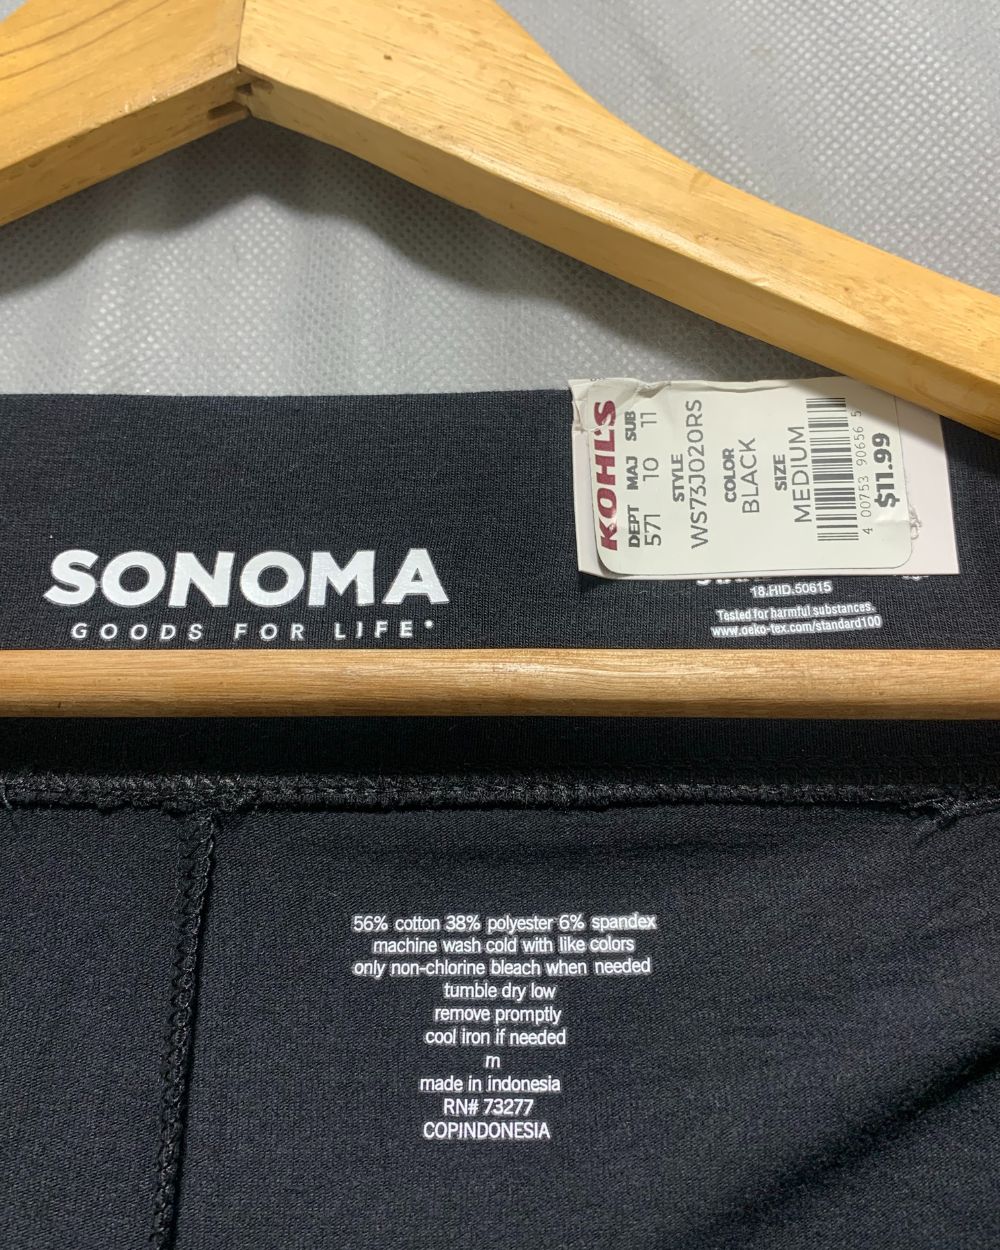 KOHL'S
DEPT MAJ SUB
571 10 11
STYLE
WS73J020RS
COLOR
BLACK
SIZE
MEDIUM
4 00753 90656 5
$11.99
SONOMA
GOODS FOR LIFE
18.HID.50615
Tested for harmful substances.
www.oeko-tex.com/standard100
56% cotton 38% polyester 6% spandex
machine wash cold with like colors
only non-chlorine bleach when needed
tumble dry low
remove promptly
cool iron if needed
m
made in indonesia
RN# 73277
COPINDONESIA